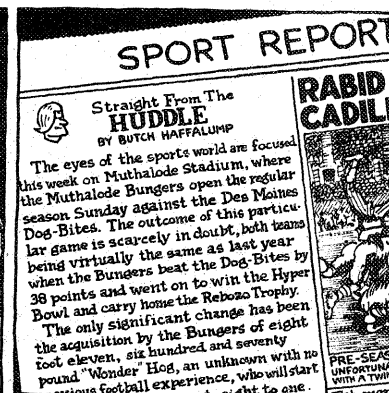 SPORT REPORT
Straight From The
HUDDLE
BY BUTCH HAFFALUMP
The eyes of the sports world are focused
this week on Muthalode Stadium, where
the Muthalode Bungers open the regular
season Sunday against the Des Moines
Dog-Bites. The outcome of this particu-
lar game is scarcely in doubt, both teams
being virtually the same as last year
when the Bungers beat the Dog-Bites by
38 points and went on to win the Hyper
Bowl and carry home the Rebozo Trophy.
The only significant change has been
the acquisition by the Bungers of eight
foot eleven, six hundred and seventy
pound "Wonder" Hog, an unknown with no
football experience, who will start
to one.
RABID
CADIL
PRE-SEA
UNFORTUN
WITH A TWI